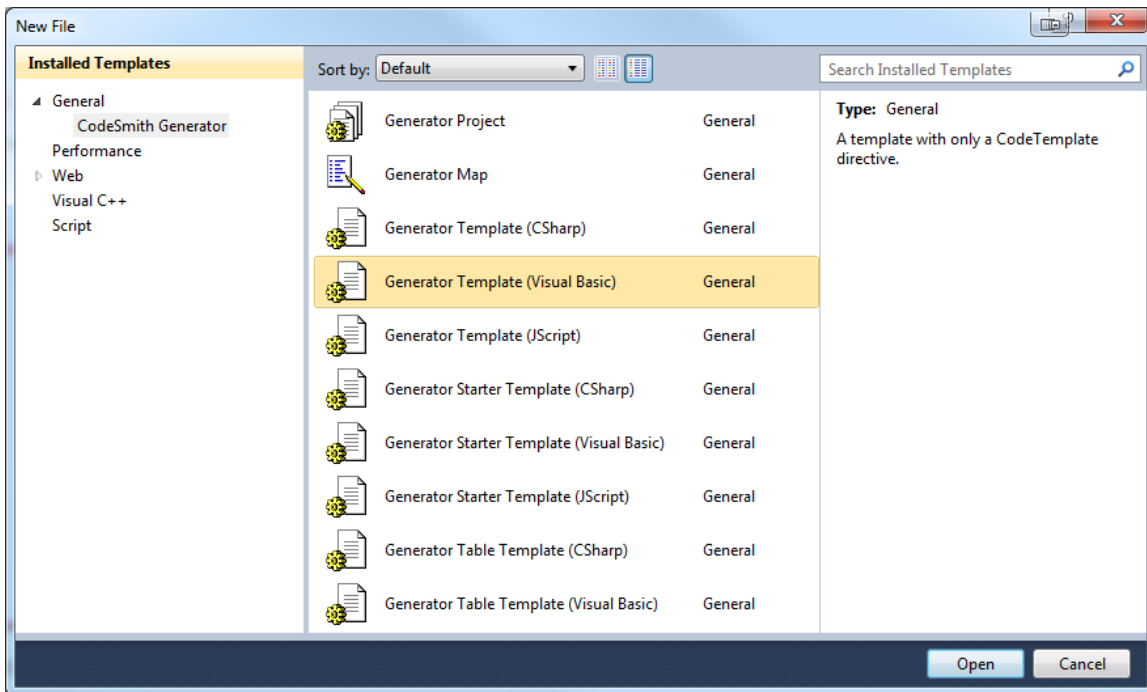 New File
Installed Templates
General
CodeSmith Generator
Performance
Web
Visual C++
Script
Sort by: Default
Generator Project General
Generator Map General
Generator Template (CSharp) General
Generator Template (Visual Basic) General
Generator Template (JScript) General
Generator Starter Template (CSharp) General
Generator Starter Template (Visual Basic) General
Generator Starter Template (JScript) General
Generator Table Template (CSharp) General
Generator Table Template (Visual Basic) General
Search Installed Templates
Type: General
A template with only a CodeTemplate
directive.
Open Cancel